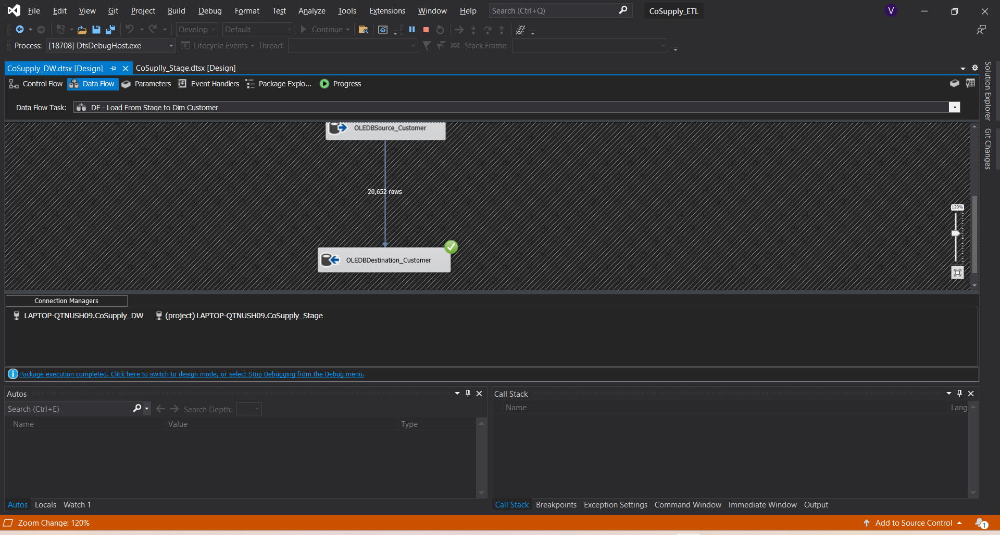 File Edit View Git Project Build Debug Format Test Analyze Tools Extensions Window Help Search (Ctrl+Q) CoSupply_ETL V
Develop Default Continue
Process: [18708] DtsDebugHost.exe Lifecycle Events Thread: Stack Frame:
CoSupply_DW.dtsx [Design] CoSuplly_Stage.dtsx [Design]
Control Flow Data Flow Parameters Event Handlers Package Explo... Progress
Data Flow Task: DF - Load From Stage to Dim Customer
Solution Explorer
Git Changes
OLEDBSource_Customer
20,652 rows
120%
OLEDBDestination_Customer
Connection Managers
LAPTOP-QTNUSH09.CoSupply_DW (project) LAPTOP-QTNUSH09.CoSupply_Stage
Package execution completed. Click here to switch to design mode, or select Stop Debugging from the Debug menu.
Autos Call Stack
Search (Ctrl+E) Search Depth: Name Lang
Name Value Type
Autos Locals Watch 1 Call Stack Breakpoints Exception Settings Command Window Immediate Window Output
Zoom Change: 120% Add to Source Control 1